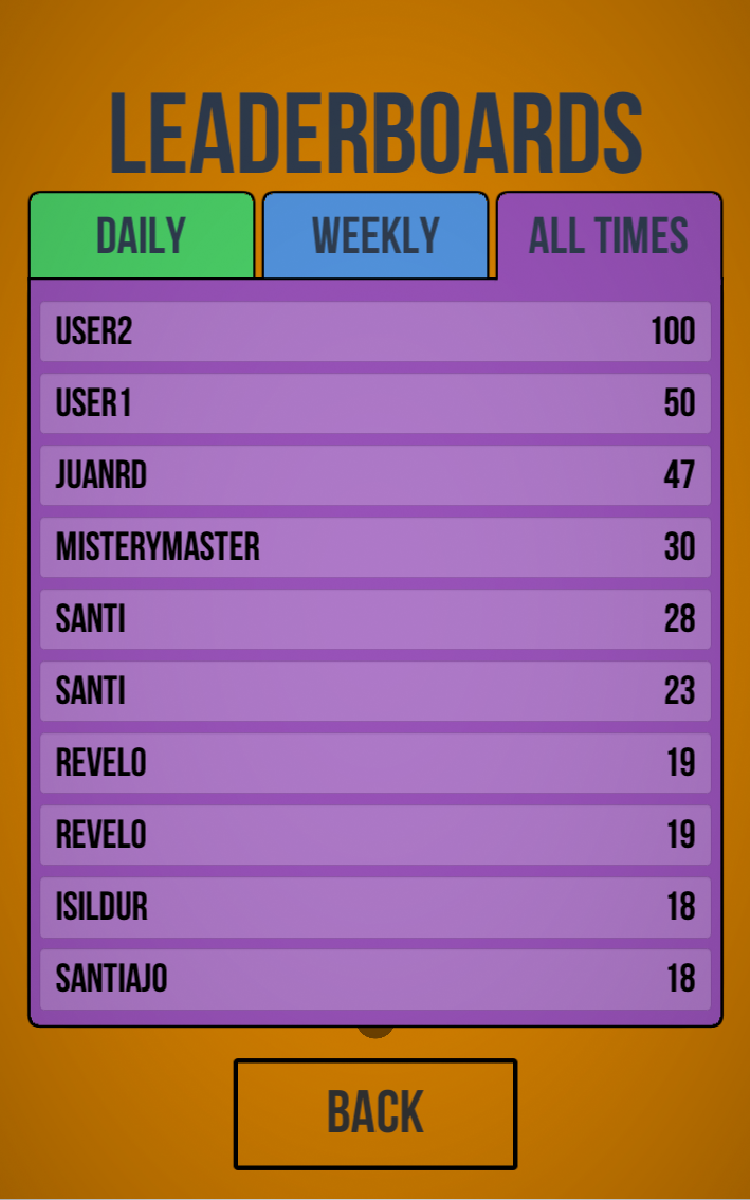 LEADERBOARDS
DAILY WEEKLY ALL TIMES
USER2 100
USER1 50
JUANRD 47
MISTERYMASTER 30
SANTI 28
SANTI 23
REVELO 19
REVELO 19
ISILDUR 18
SANTIAJO 18
BACK